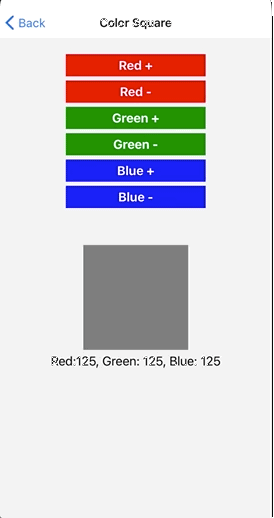 Back
Color Square
Red +
Red -
Green +
Green -
Blue +
Blue -
Red:125, Green: 125, Blue: 125